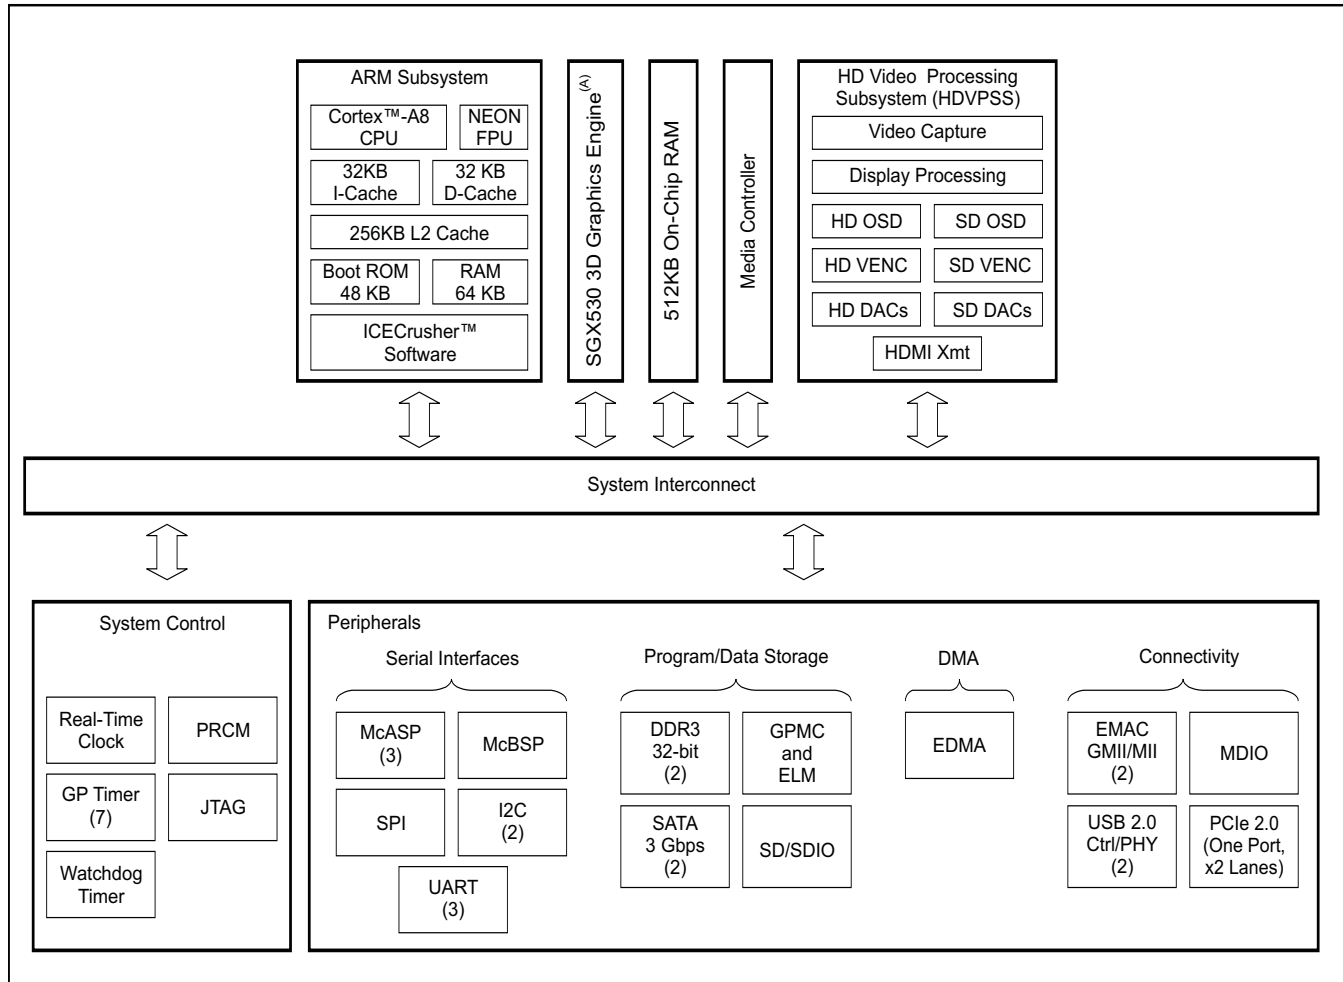 ARM Subsystem
Cortex™-A8
CPU
NEON
FPU
32KB
I-Cache
32 KB
D-Cache
256KB L2 Cache
Boot ROM
48 KB
RAM
64 KB
ICECrusher™
Software
SGX530 3D Graphics Engine(A)
512KB On-Chip RAM
Media Controller
HD Video Processing
Subsystem (HDVPSS)
Video Capture
Display Processing
HD OSD
SD OSD
HD VENC
SD VENC
HD DACs
SD DACs
HDMI Xmt
System Interconnect
System Control
Real-Time
Clock
PRCM
GP Timer
(7)
JTAG
Watchdog
Timer
Peripherals
Serial Interfaces
McASP
(3)
McBSP
SPI
I2C
(2)
UART
(3)
Program/Data Storage
DDR3
32-bit
(2)
GPMC
and
ELM
SATA
3 Gbps
(2)
SD/SDIO
DMA
EDMA
Connectivity
EMAC
GMII/MII
(2)
MDIO
USB 2.0
Ctrl/PHY
(2)
PCIe 2.0
(One Port,
x2 Lanes)